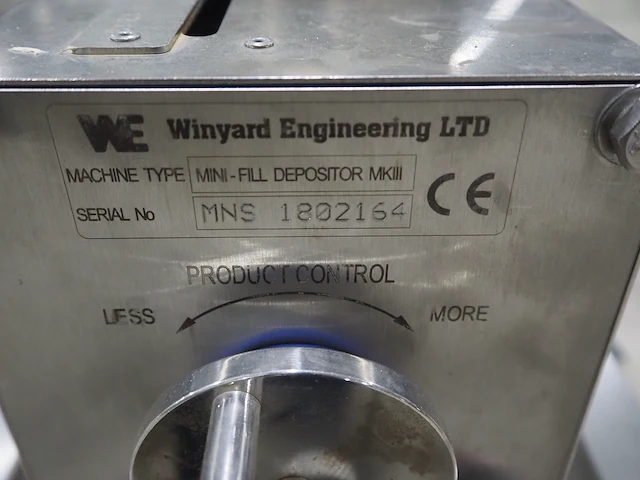 WE Winyard Engineering LTD
MACHINE TYPE MINI-FILL DEPOSITOR MKIII
SERIAL No MNS 1802164 CE
PRODUCT CONTROL
LESS MORE